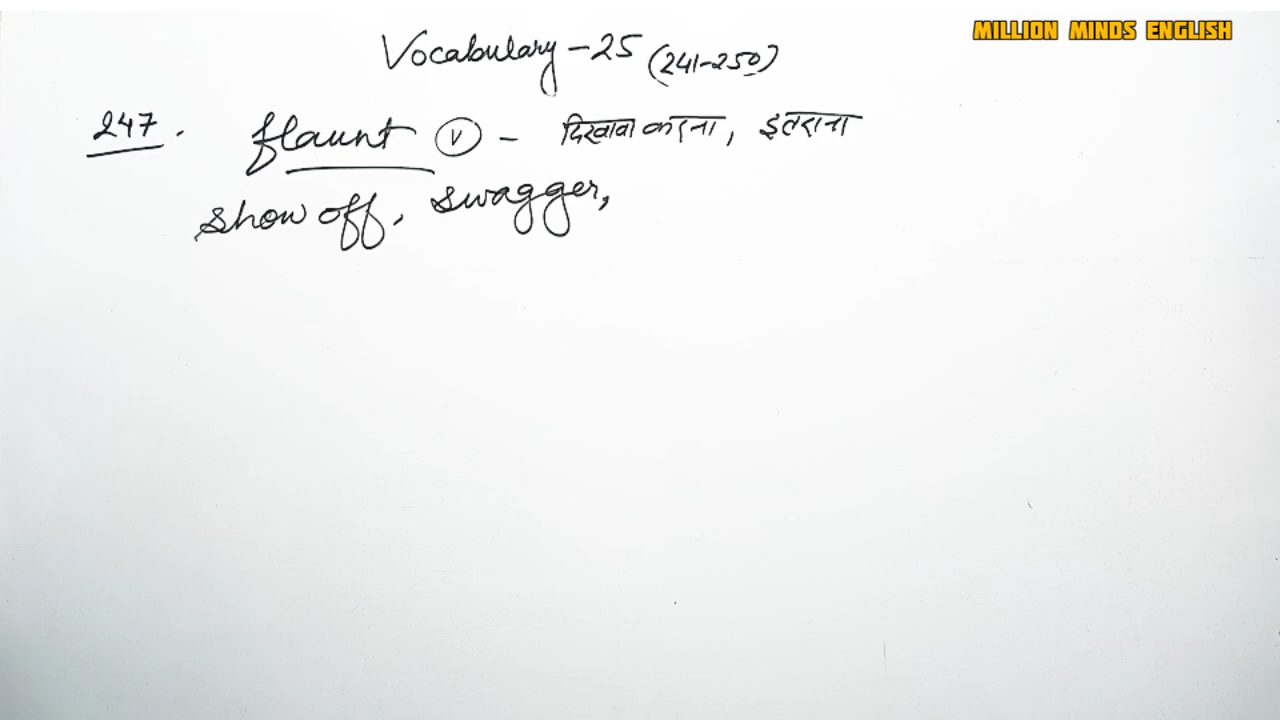 MILLION MINDS ENGLISH
Vocabulary - 25 (241-250)
247. flaunt (v) - दिखावा करना, इतराना
show off, swagger,